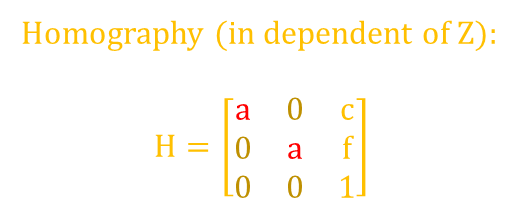 Homography (in dependent of Z):
a 0 c
H = [0 a f]
0 0 1